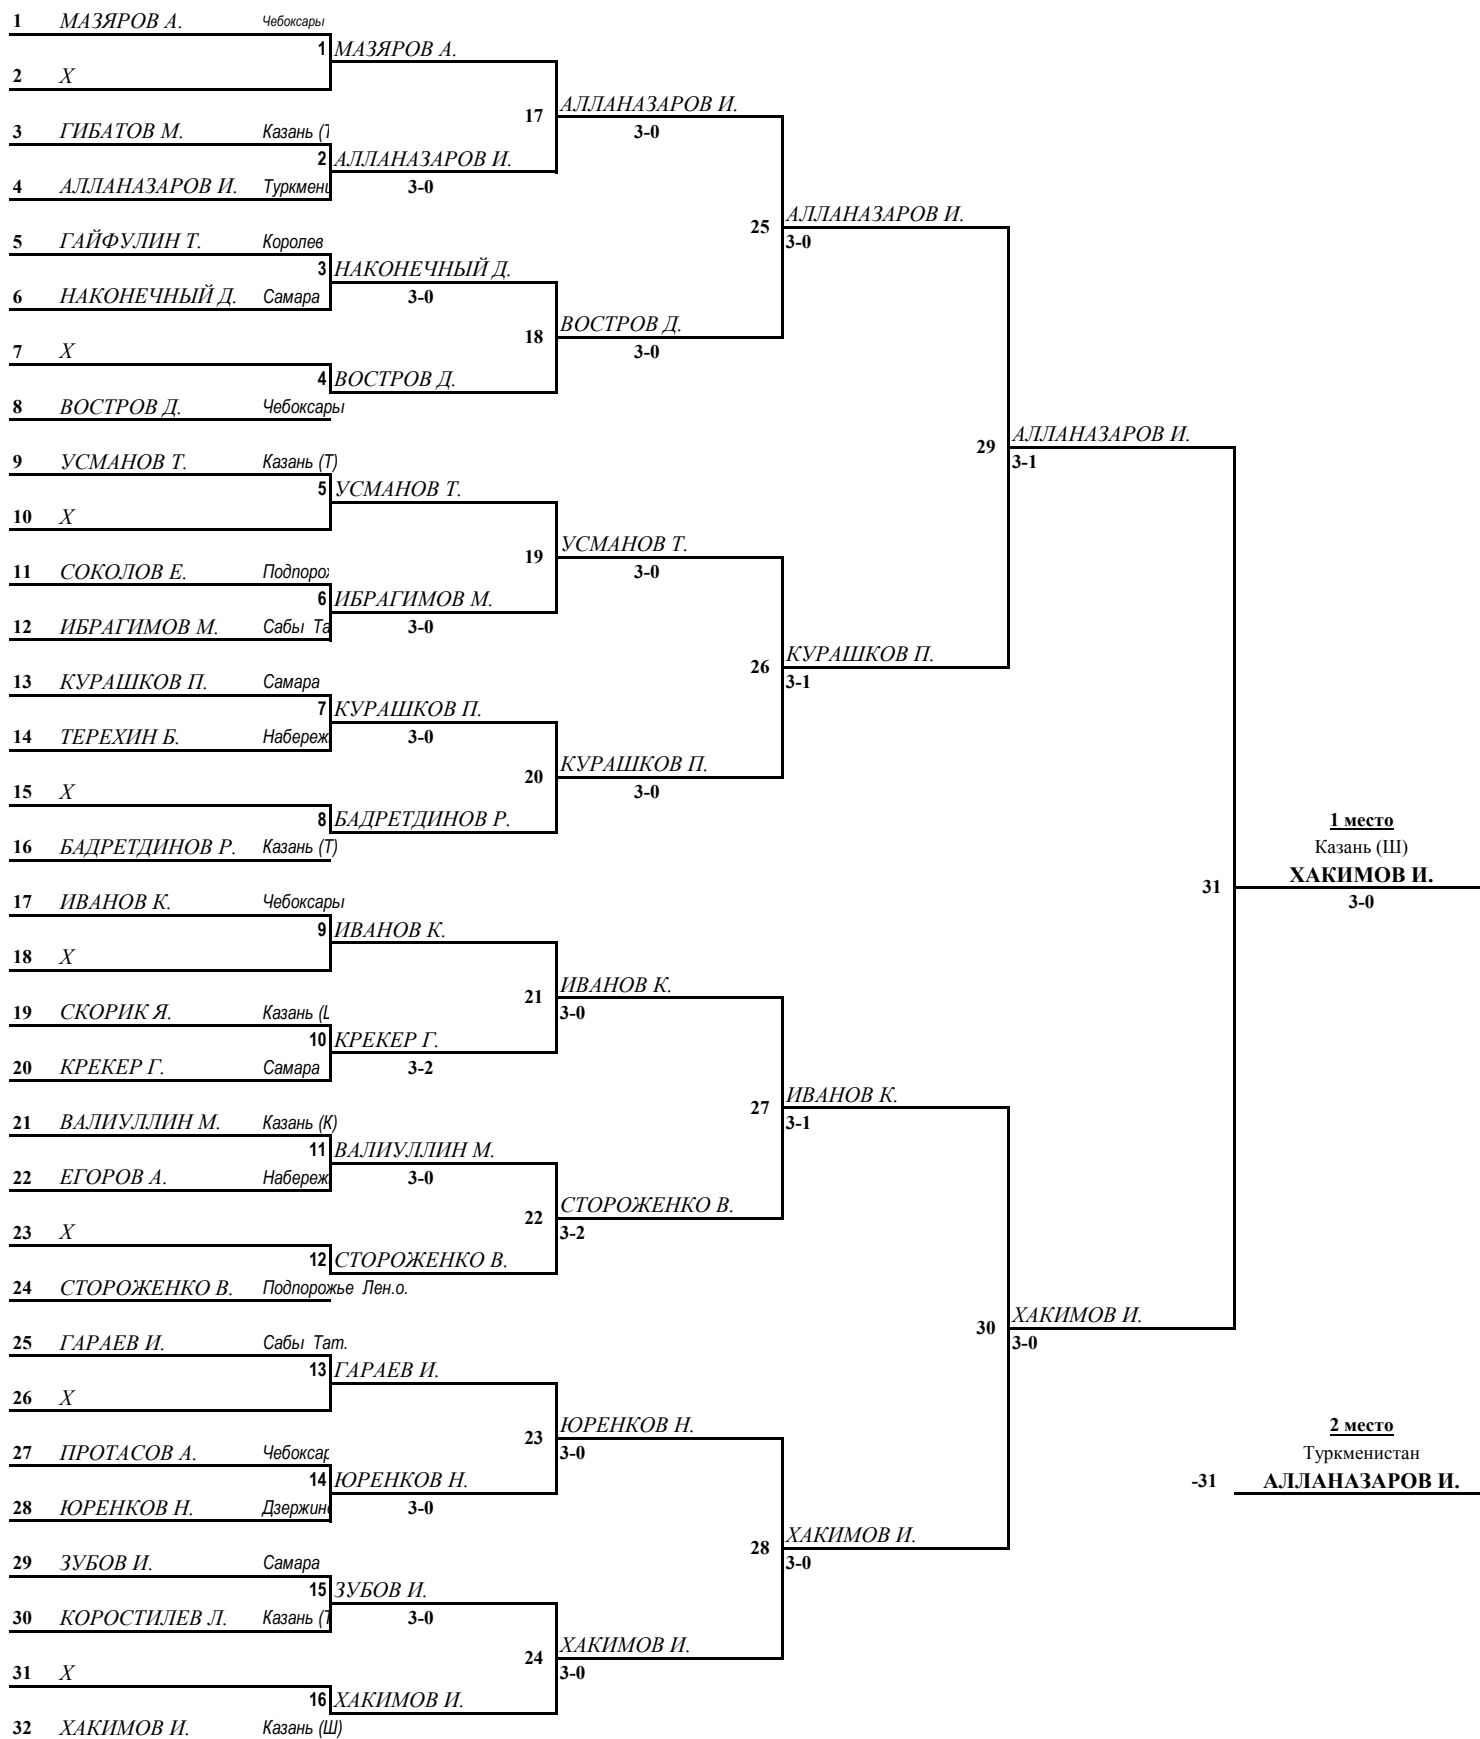 1 МАЗЯРОВ А. Чебоксары
1 МАЗЯРОВ А.
2 Х
17 АЛЛАНАЗАРОВ И.
3 ГИБАТОВ М. Казань (Т
3-0
2 АЛЛАНАЗАРОВ И.
4 АЛЛАНАЗАРОВ И. Туркмени
3-0
25 АЛЛАНАЗАРОВ И.
5 ГАЙФУЛИН Т. Королев
3-0
3 НАКОНЕЧНЫЙ Д.
6 НАКОНЕЧНЫЙ Д. Самара
3-0
18 ВОСТРОВ Д.
7 Х
3-0
4 ВОСТРОВ Д.
8 ВОСТРОВ Д. Чебоксары
29 АЛЛАНАЗАРОВ И.
9 УСМАНОВ Т. Казань (Т)
3-1
5 УСМАНОВ Т.
10 Х
19 УСМАНОВ Т.
11 СОКОЛОВ Е. Подпорож
3-0
6 ИБРАГИМОВ М.
12 ИБРАГИМОВ М. Сабы Та
3-0
26 КУРАШКОВ П.
13 КУРАШКОВ П. Самара
3-1
7 КУРАШКОВ П.
14 ТЕРЕХИН Б. Набереж
3-0
20 КУРАШКОВ П.
15 Х
3-0
8 БАДРЕТДИНОВ Р.
1 место
16 БАДРЕТДИНОВ Р. Казань (Т)
Казань (Ш)
31 ХАКИМОВ И.
17 ИВАНОВ К. Чебоксары
3-0
9 ИВАНОВ К.
18 Х
21 ИВАНОВ К.
19 СКОРИК Я. Казань (
3-0
10 КРЕКЕР Г.
20 КРЕКЕР Г. Самара
3-2
27 ИВАНОВ К.
21 ВАЛИУЛЛИН М. Казань (К)
3-1
11 ВАЛИУЛЛИН М.
22 ЕГОРОВ А. Набереж
3-0
22 СТОРОЖЕНКО В.
23 Х
3-2
12 СТОРОЖЕНКО В.
24 СТОРОЖЕНКО В. Подпорожье Лен.о.
30 ХАКИМОВ И.
25 ГАРАЕВ И. Сабы Тат.
3-0
13 ГАРАЕВ И.
26 Х
23 ЮРЕНКОВ Н.
2 место
27 ПРОТАСОВ А. Чебоксар
3-0
Туркменистан
14 ЮРЕНКОВ Н.
-31 АЛЛАНАЗАРОВ И.
28 ЮРЕНКОВ Н. Дзержинс
3-0
28 ХАКИМОВ И.
29 ЗУБОВ И. Самара
3-0
15 ЗУБОВ И.
30 КОРОСТИЛЕВ Л. Казань (Т
3-0
24 ХАКИМОВ И.
31 Х
3-0
16 ХАКИМОВ И.
32 ХАКИМОВ И. Казань (Ш)